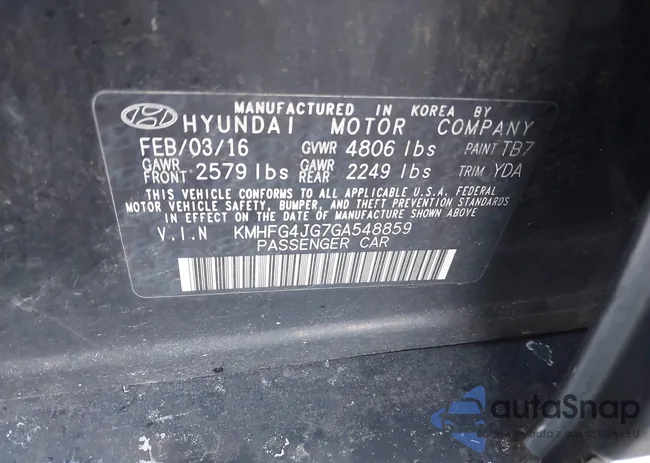 MANUFACTURED IN KOREA BY
HYUNDAI MOTOR COMPANY
FEB/03/16 GVWR 4806 lbs PAINT TB7
GAWR FRONT 2579 lbs GAWR REAR 2249 lbs TRIM YDA
THIS VEHICLE CONFORMS TO ALL APPLICABLE U.S.A. FEDERAL
MOTOR VEHICLE SAFETY, BUMPER, AND THEFT PREVENTION STANDARDS
IN EFFECT ON THE DATE OF MANUFACTURE SHOWN ABOVE.
V.I.N KMHFG4JG7GA548859
PASSENGER CAR
autoSnap